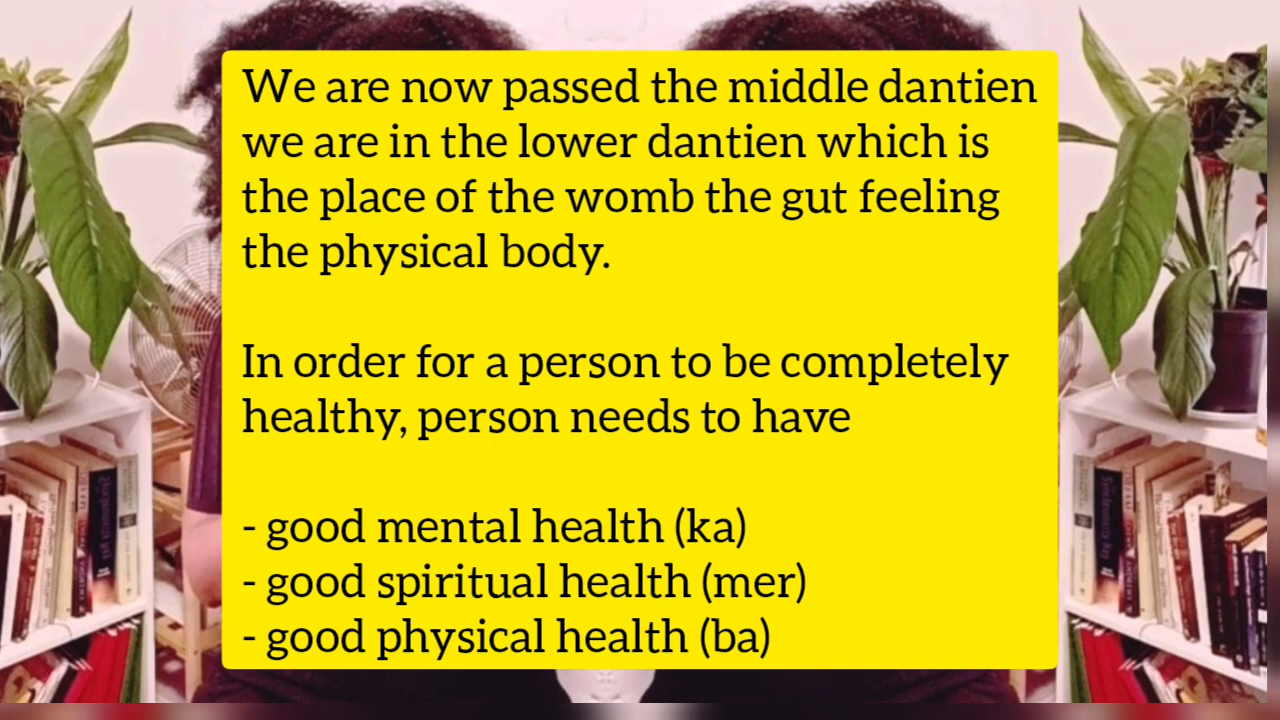 We are now passed the middle dantien
we are in the lower dantien which is
the place of the womb the gut feeling
the physical body.
In order for a person to be completely
healthy, person needs to have
- good mental health (ka)
- good spiritual health (mer)
- good physical health (ba)